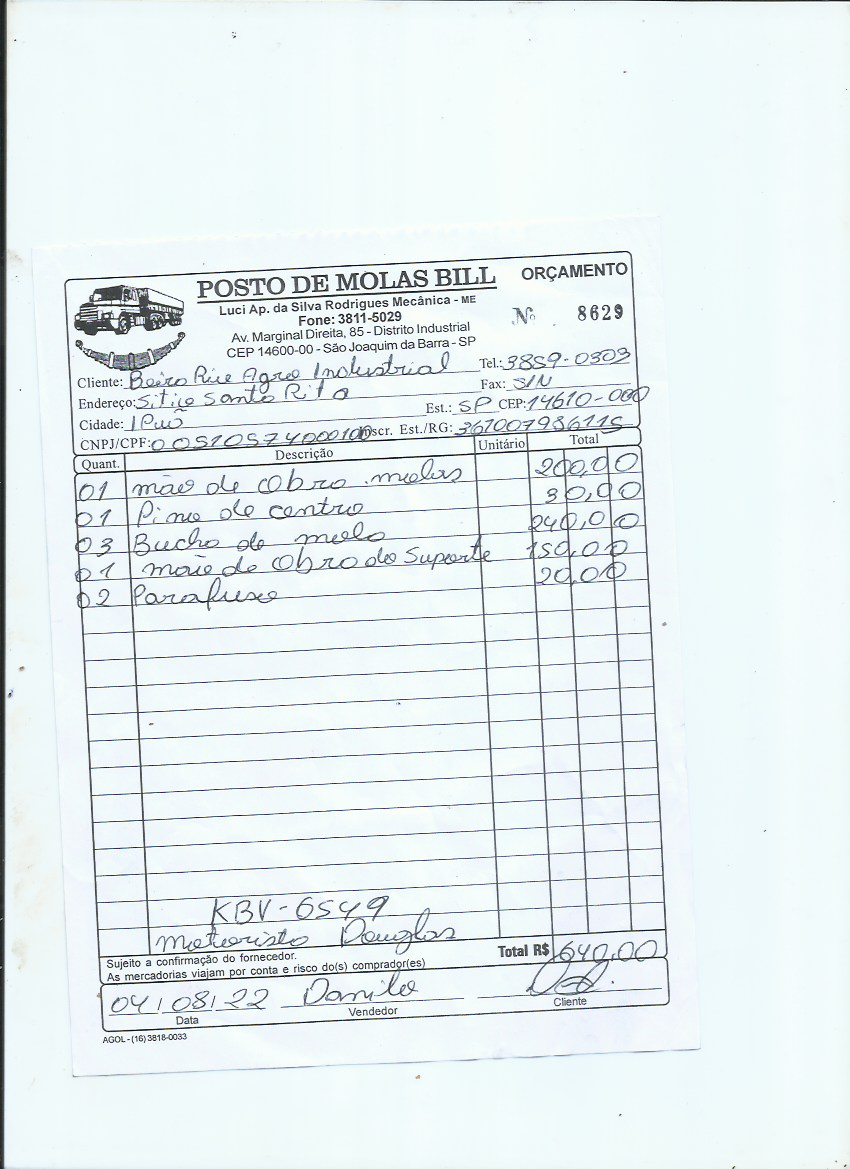 POSTO DE MOLAS BILL ORÇAMENTO
Luci Ap. da Silva Rodrigues Mecânica - ME
Fone: 3811-5029
Nº 8629
Av. Marginal Direita, 85 - Distrito Industrial
CEP 14600-00 - São Joaquim da Barra - SP
Cliente: Agro Industrial Tel.: 3859-0303
Endereço: Sitio Santa Rita Fax: S/N
Cidade: IPuã Est.: SP CEP: 14610-000
CNPJ/CPF: Inscr. Est./RG:
Quant. Descrição Unitário Total
01 mão de obra molas 200,00
01 Pino de centro 30,00
03 Bucha de mola 240,00
01 mão de obra do Suporte 150,00
02 Parafuso 20,00
KBV-6549
motorista Douglas
Sujeito a confirmação do fornecedor.
As mercadorias viajam por conta e risco do(s) comprador(es)
Total R$ 640,00
04/08/22 Danilo
Data Vendedor Cliente
AGOL - (16) 3818-0033